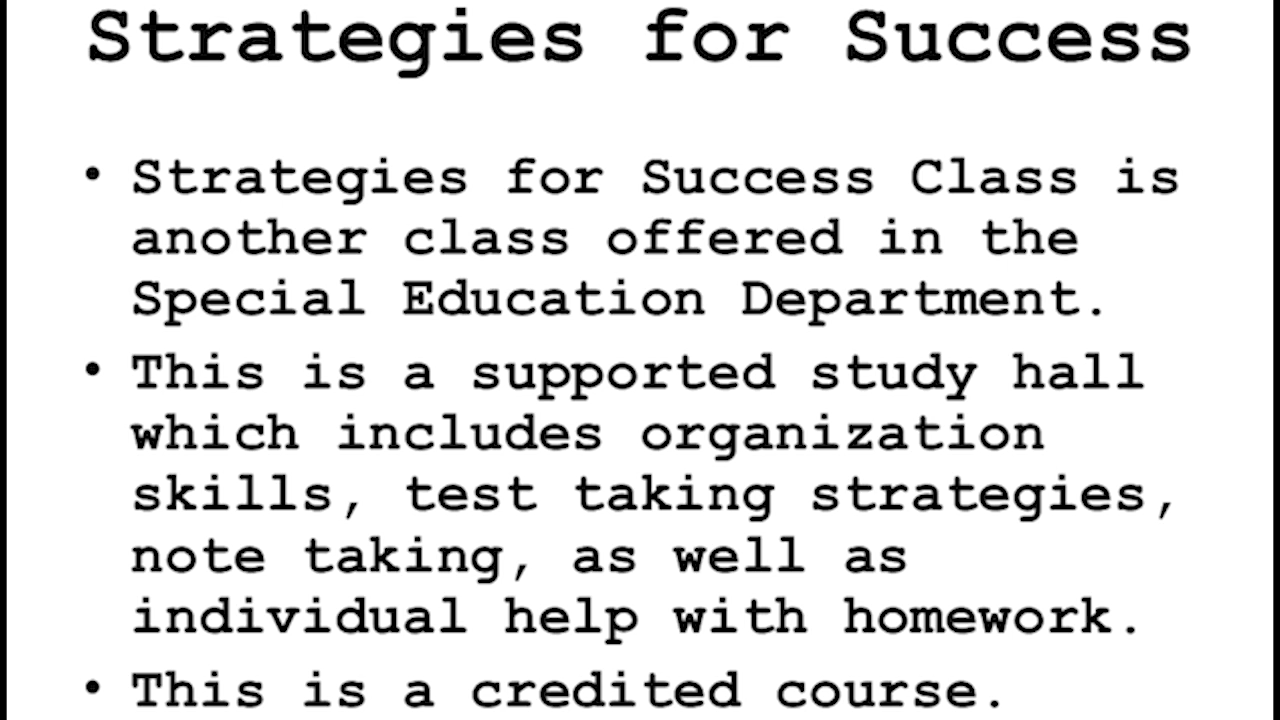 Strategies for Success
• Strategies for Success Class is
another class offered in the
Special Education Department.
• This is a supported study hall
which includes organization
skills, test taking strategies,
note taking, as well as
individual help with homework.
• This is a credited course.